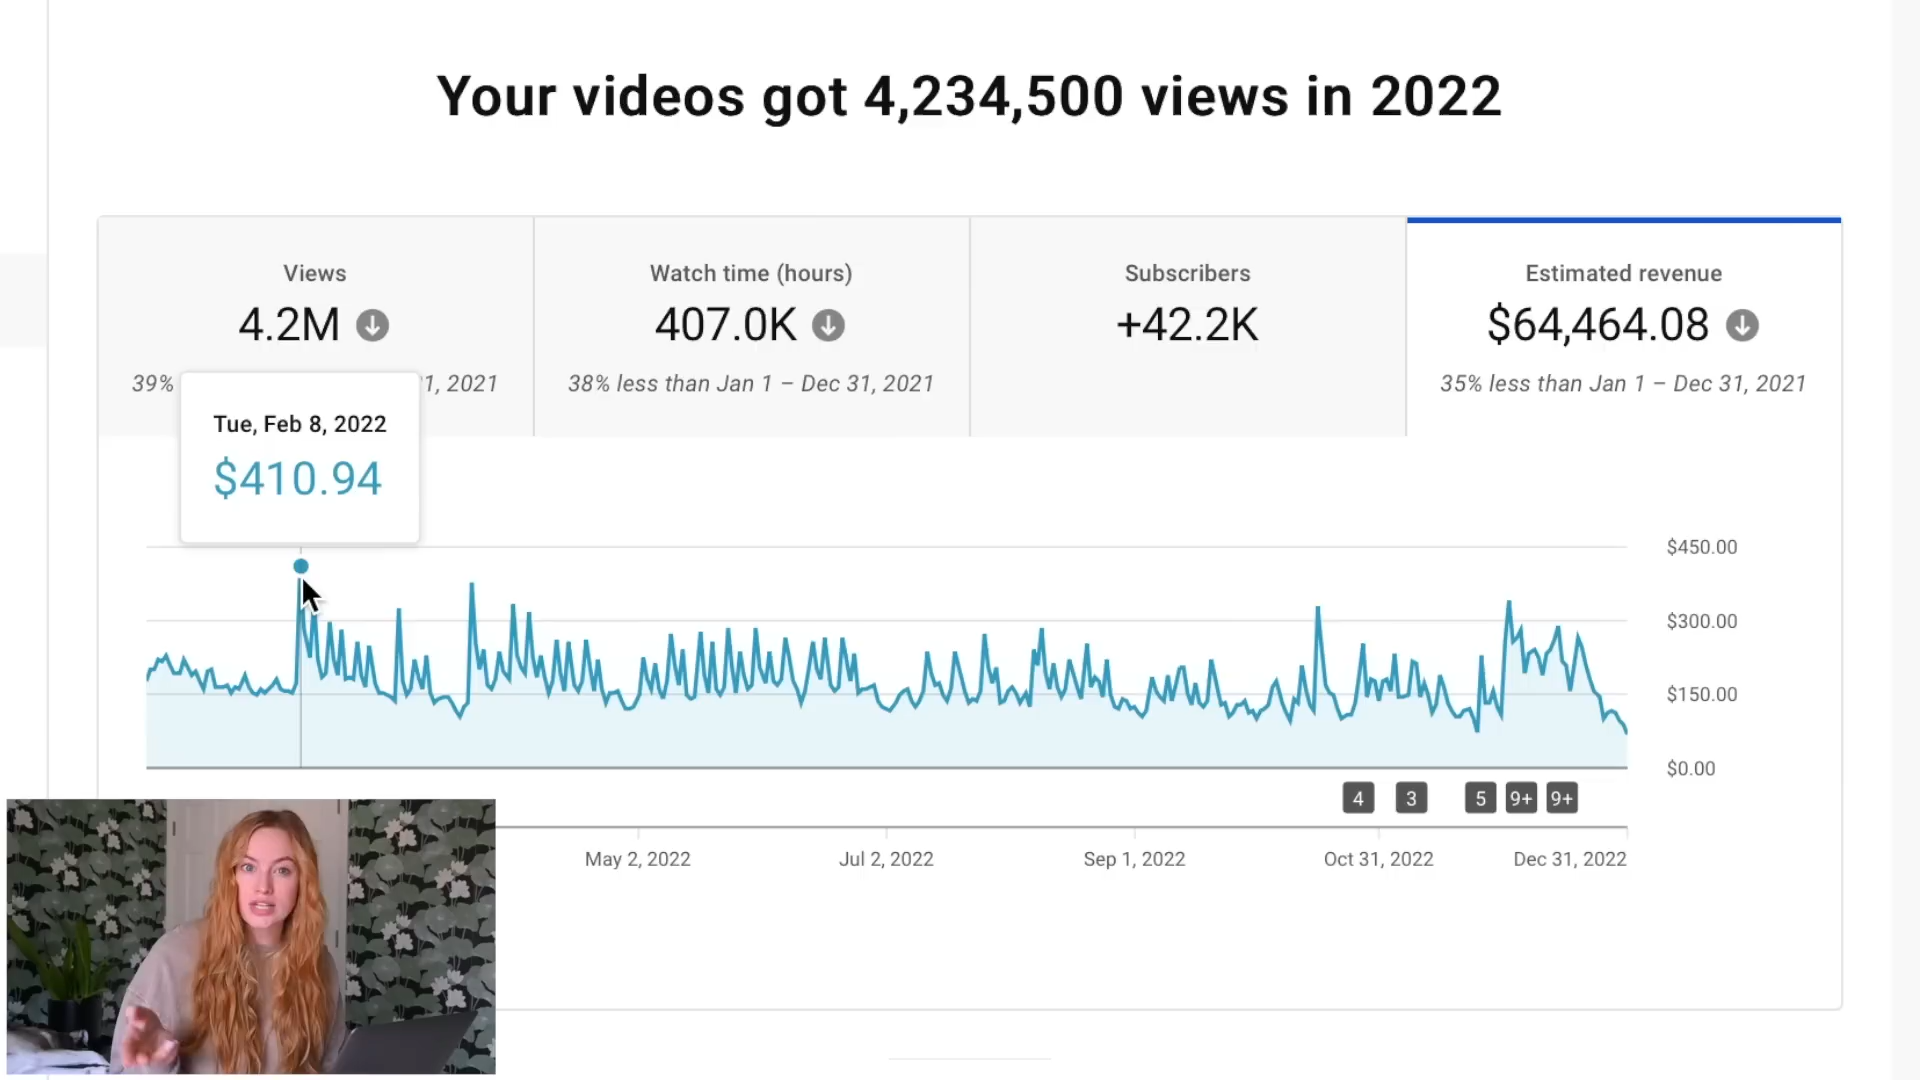 Your videos got 4,234,500 views in 2022
Views
4.2M
39%
1, 2021
Watch time (hours)
407.0K
38% less than Jan 1 – Dec 31, 2021
Subscribers
+42.2K
Estimated revenue
$64,464.08
35% less than Jan 1 – Dec 31, 2021
Tue, Feb 8, 2022
$410.94
$450.00
$300.00
$150.00
$0.00
4 3 5 9+ 9+
May 2, 2022 Jul 2, 2022 Sep 1, 2022 Oct 31, 2022 Dec 31, 2022